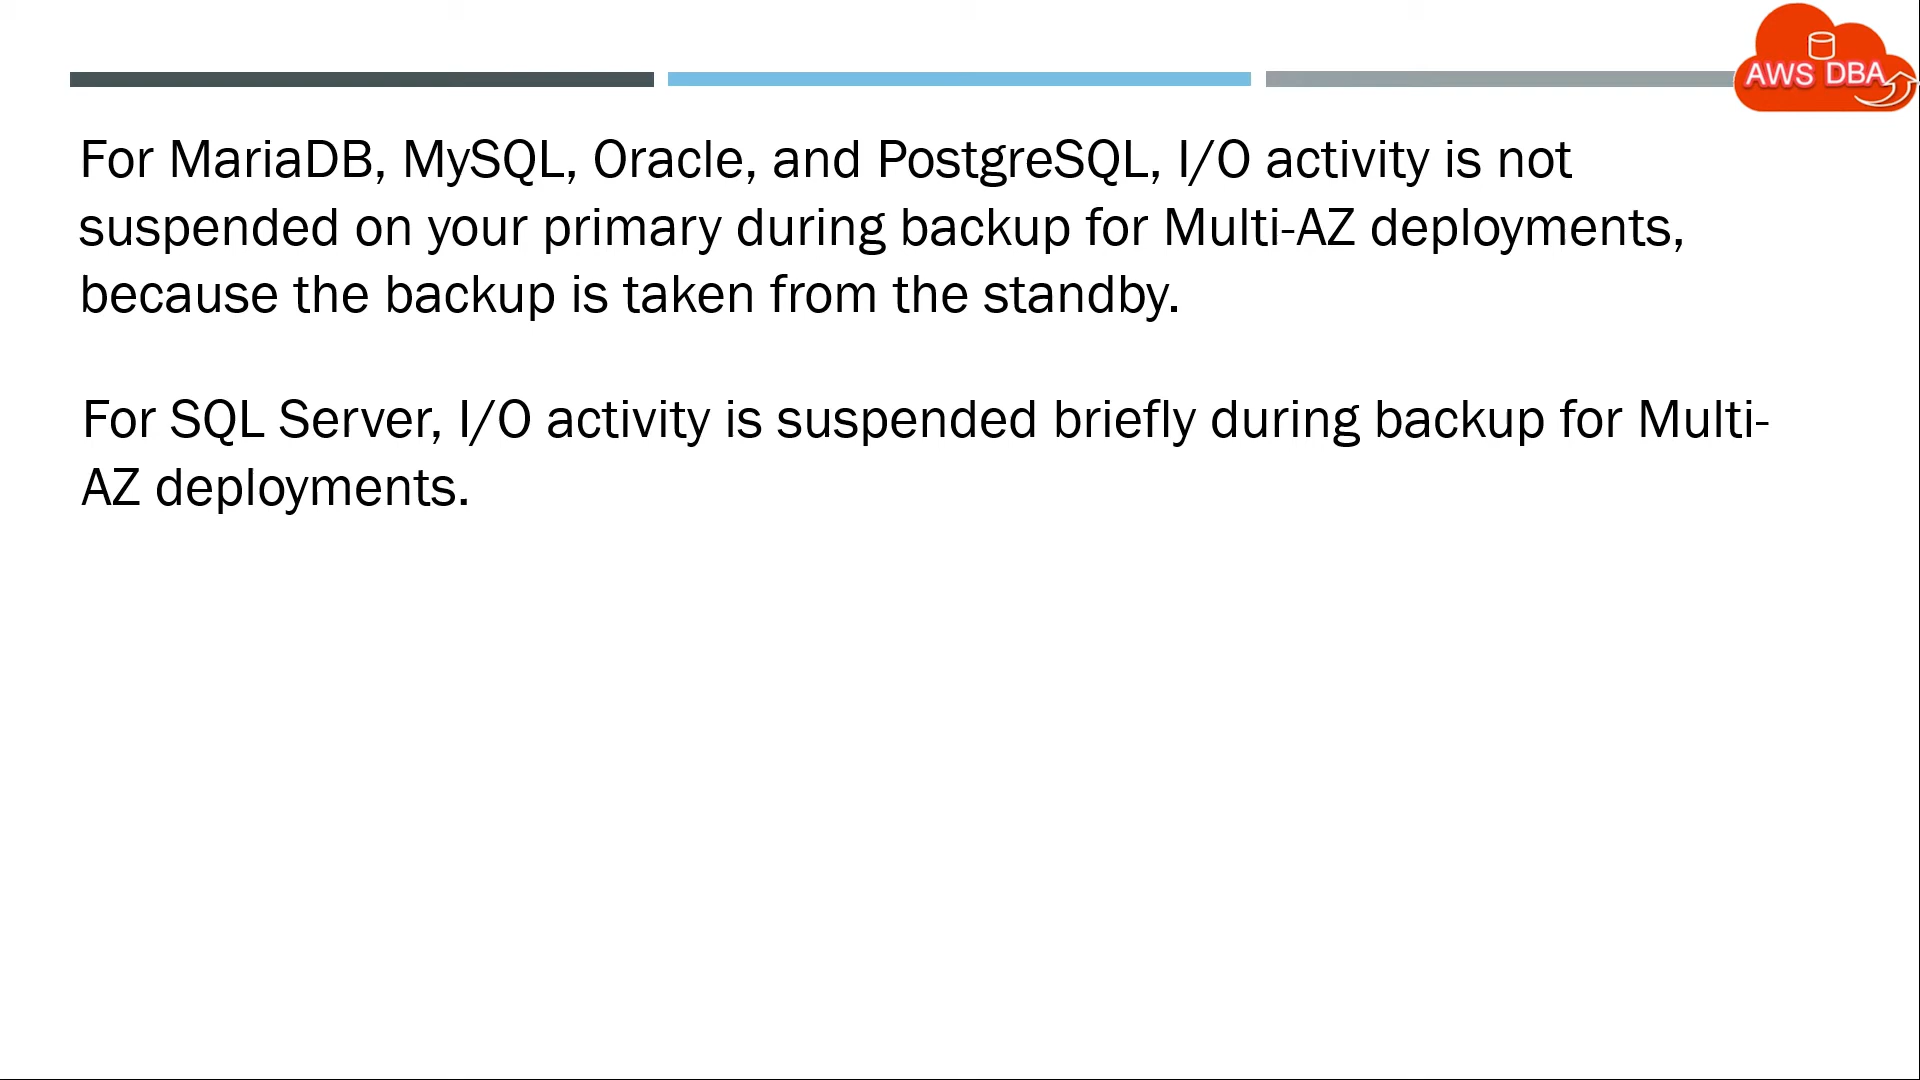 AWS DBA
For MariaDB, MySQL, Oracle, and PostgreSQL, I/O activity is not
suspended on your primary during backup for Multi-AZ deployments,
because the backup is taken from the standby.
For SQL Server, I/O activity is suspended briefly during backup for Multi-
AZ deployments.